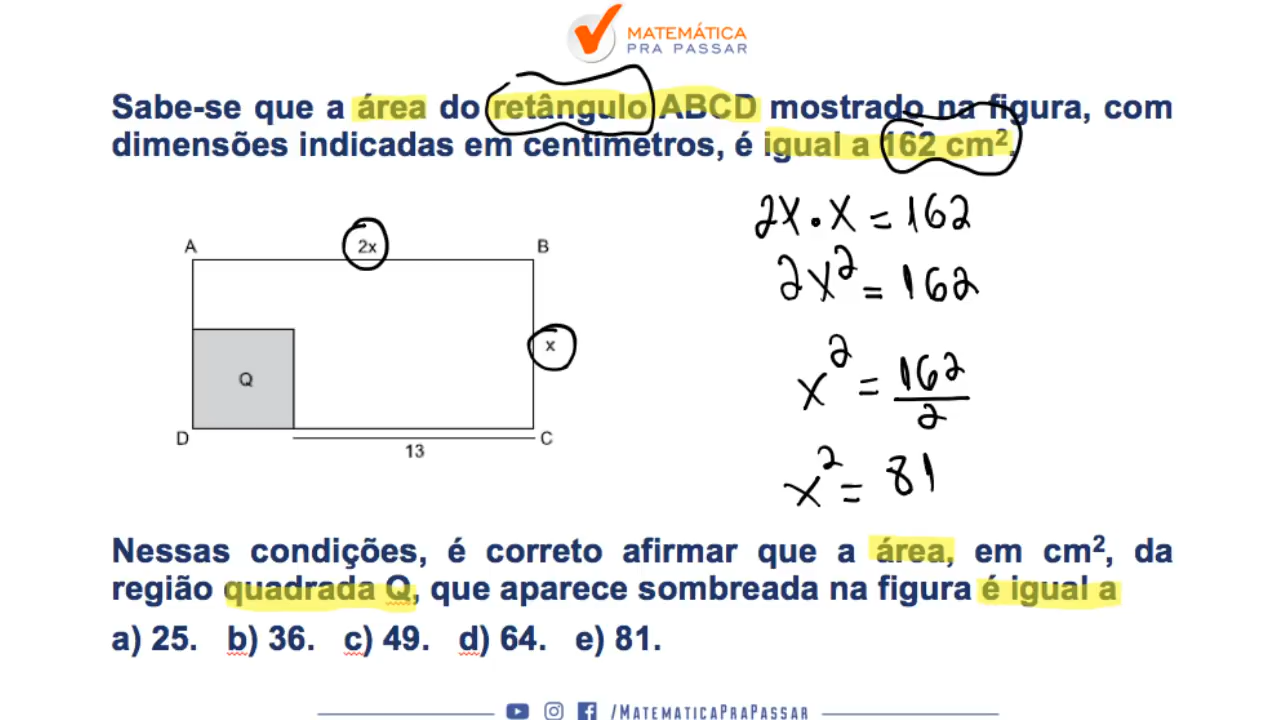 MATEMÁTICA
PRA PASSAR
Sabe-se que a área do retângulo ABCD mostrado na figura, com
dimensões indicadas em centímetros, é igual a 162 cm².
2x · x = 162
2x² = 162
x² = 162/2
x² = 81
A 2x B
x
Q
D C
13
Nessas condições, é correto afirmar que a área, em cm², da
região quadrada Q, que aparece sombreada na figura é igual a
a) 25. b) 36. c) 49. d) 64. e) 81.
/MATEMATICAPRAPASSAR